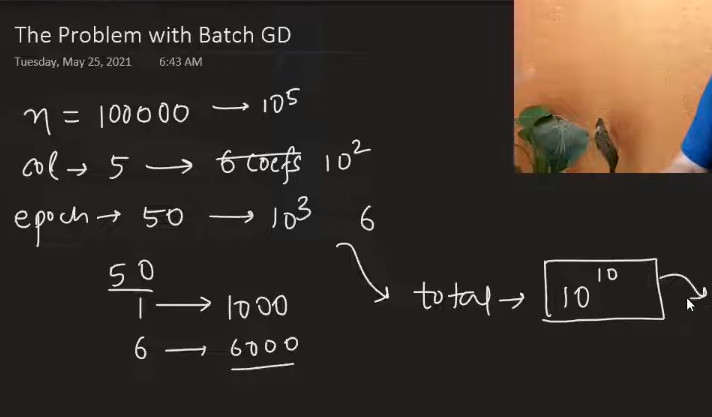 The Problem with Batch GD
Tuesday, May 25, 2021 6:43 AM
n = 100000 → 10⁵
col → 5 → 6 coefs 10²
epoch → 50 → 10³ 6
50
1 → 1000
6 → 6000
total → 10¹⁰